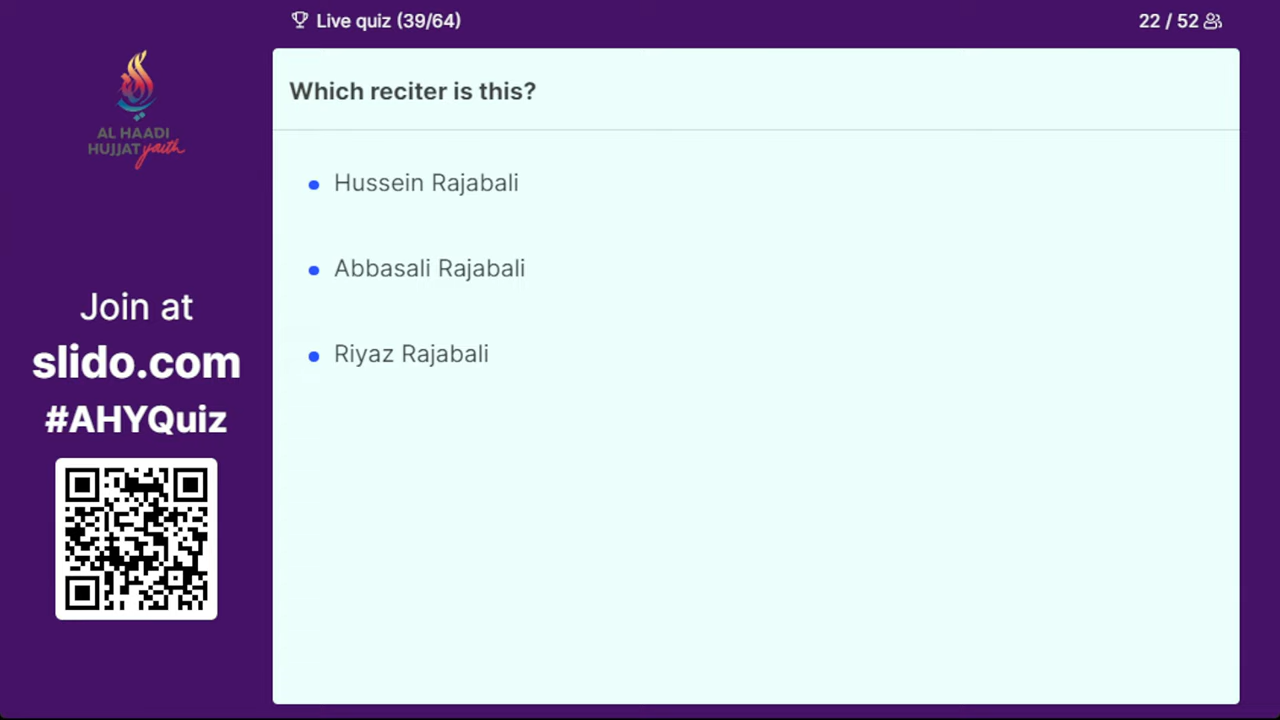 Live quiz (39/64)
22 / 52
AL HAADI
HUJJAT youth
Which reciter is this?
Hussein Rajabali
Abbasali Rajabali
Riyaz Rajabali
Join at
slido.com
#AHYQuiz